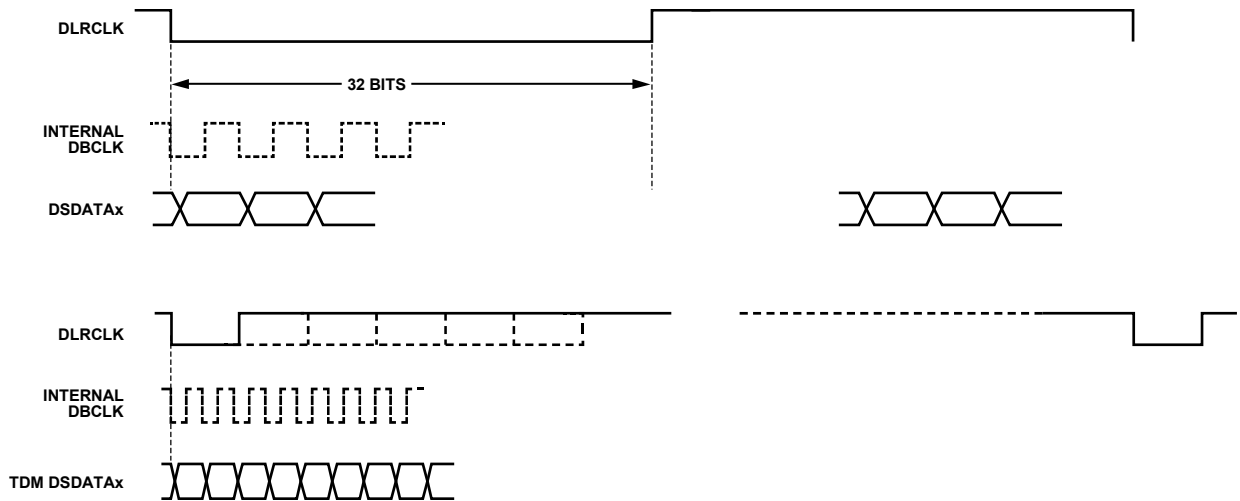 DLRCLK
32 BITS
INTERNAL
DBCLK
DSDATAx
DLRCLK
INTERNAL
DBCLK
TDM DSDATAx